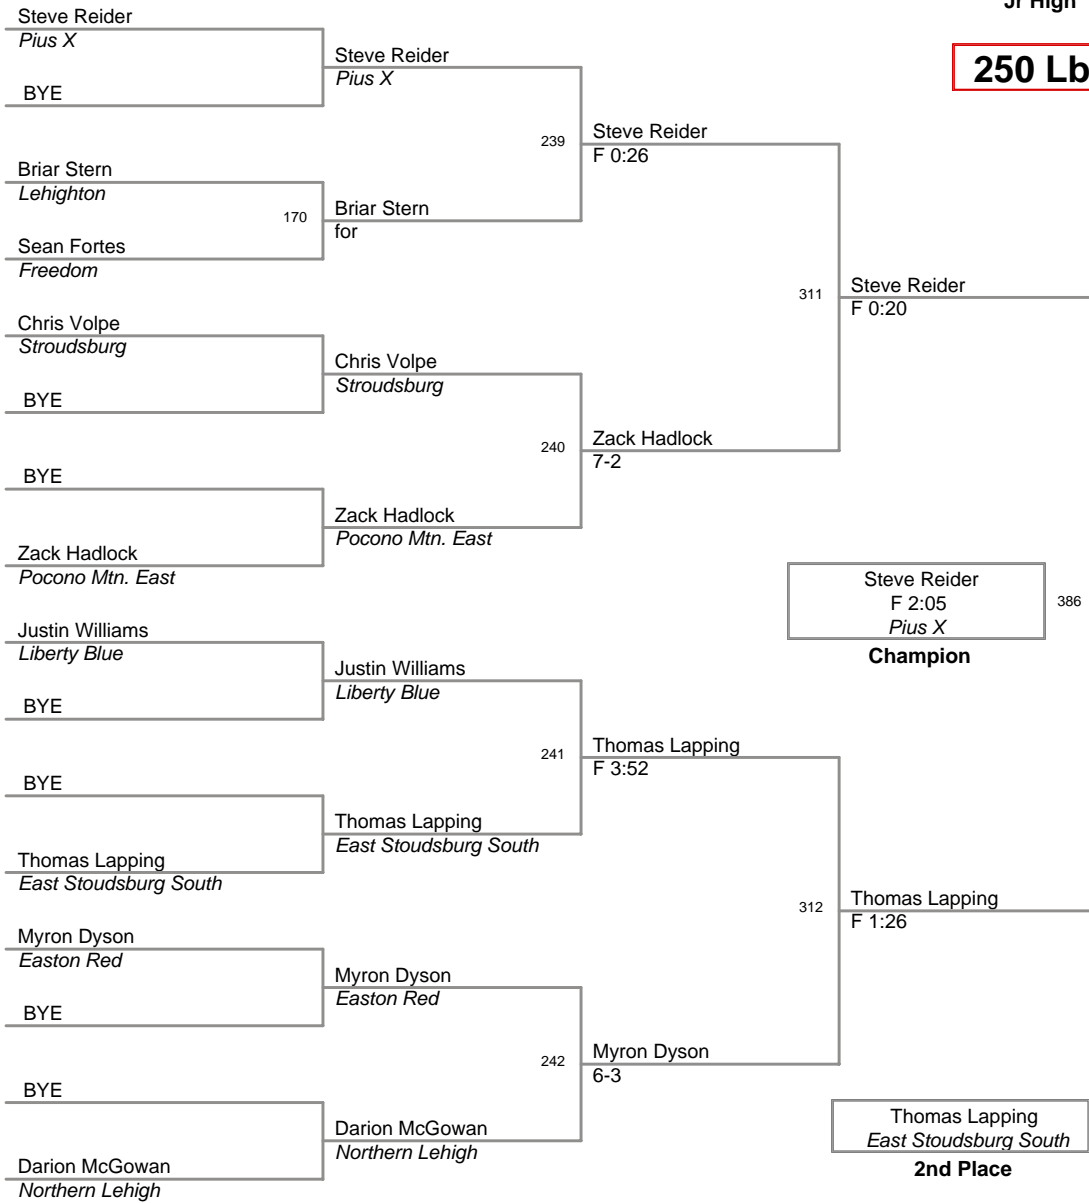 Jr High
250 Lb
Steve Reider
Pius X
BYE
Briar Stern
Lehighton
Sean Fortes
Freedom
Chris Volpe
Stroudsburg
BYE
BYE
Zack Hadlock
Pocono Mtn. East
Justin Williams
Liberty Blue
BYE
BYE
Thomas Lapping
East Stoudsburg South
Myron Dyson
Easton Red
BYE
BYE
Darion McGowan
Northern Lehigh
Steve Reider
Pius X
170
Briar Stern
for
Chris Volpe
Stroudsburg
Zack Hadlock
Pocono Mtn. East
Justin Williams
Liberty Blue
Thomas Lapping
East Stoudsburg South
Myron Dyson
Easton Red
Darion McGowan
Northern Lehigh
239
Steve Reider
F 0:26
240
Zack Hadlock
7-2
241
Thomas Lapping
F 3:52
242
Myron Dyson
6-3
311
Steve Reider
F 0:20
312
Thomas Lapping
F 1:26
Steve Reider
F 2:05
Pius X
386
Champion
Thomas Lapping
East Stoudsburg South
2nd Place